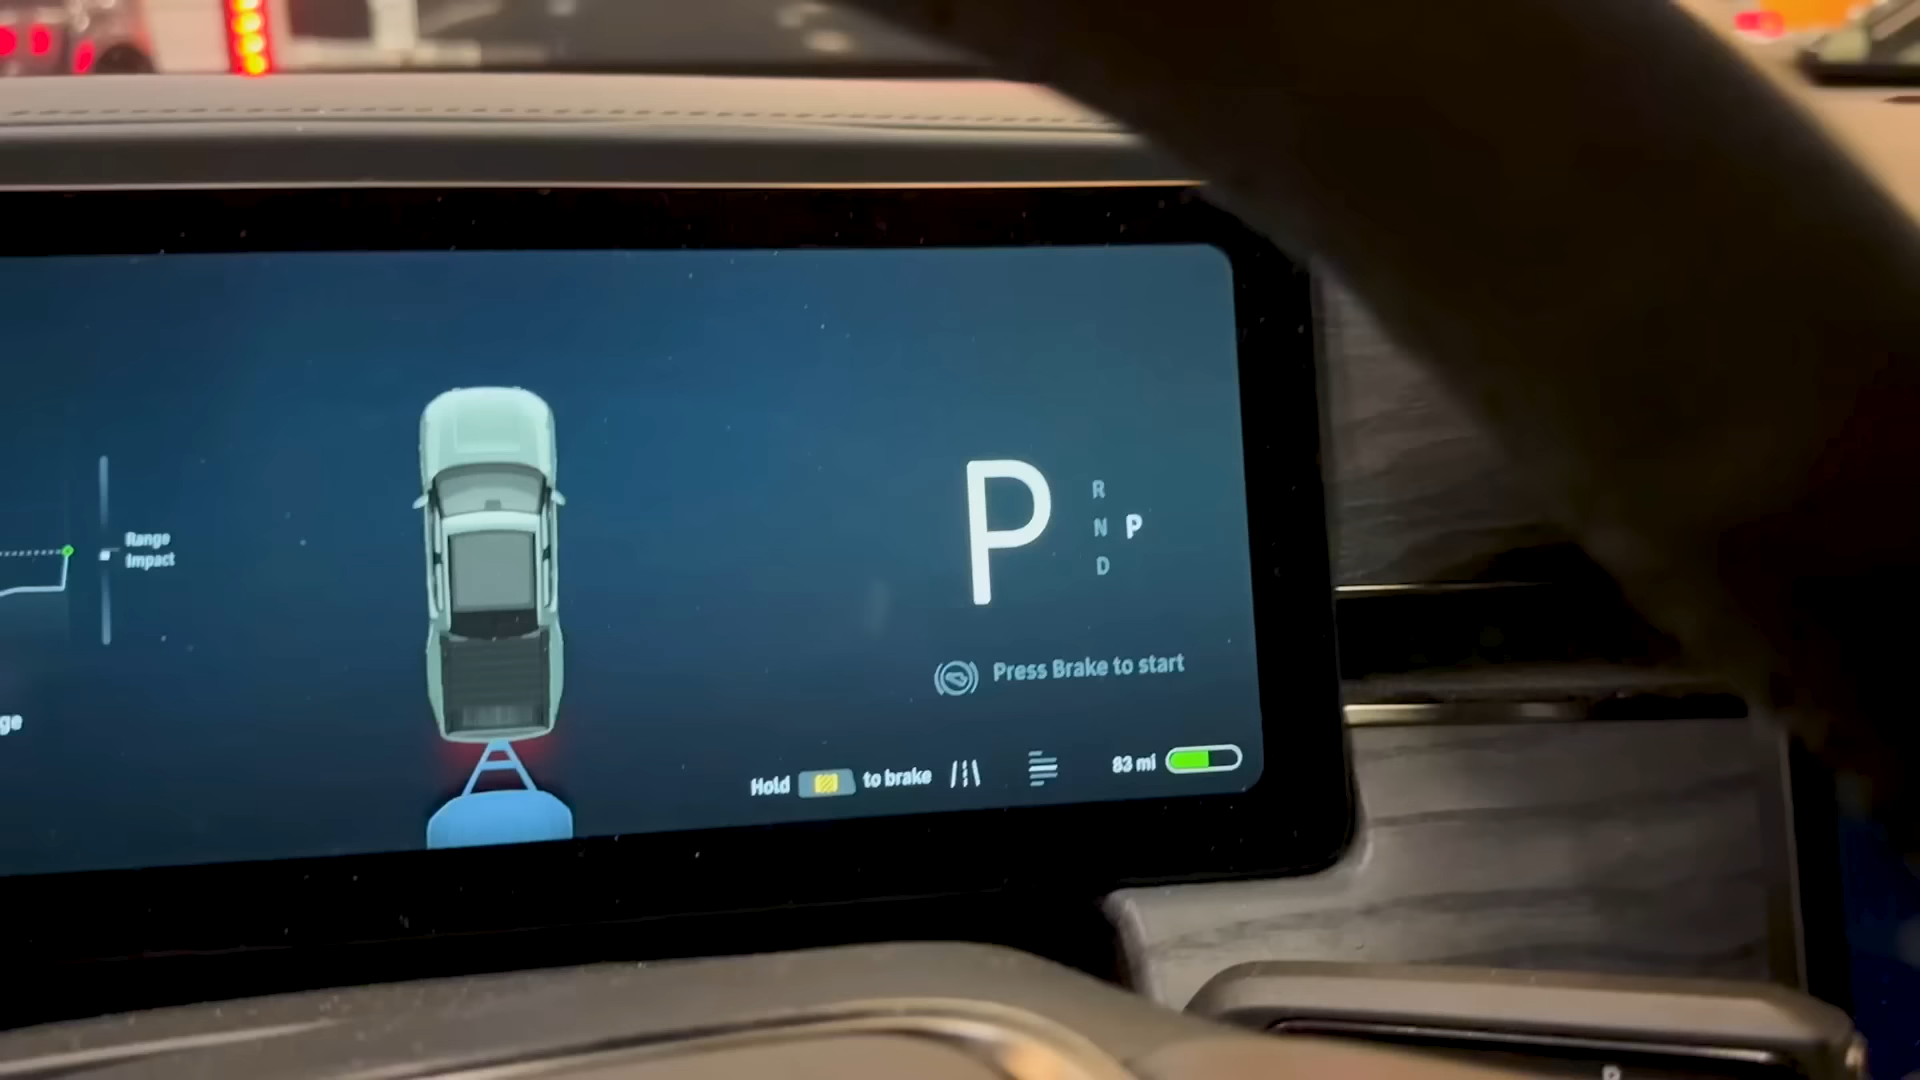 Range
Impact
ge
P
R
N P
D
Press Brake to start
Hold to brake
83 mi